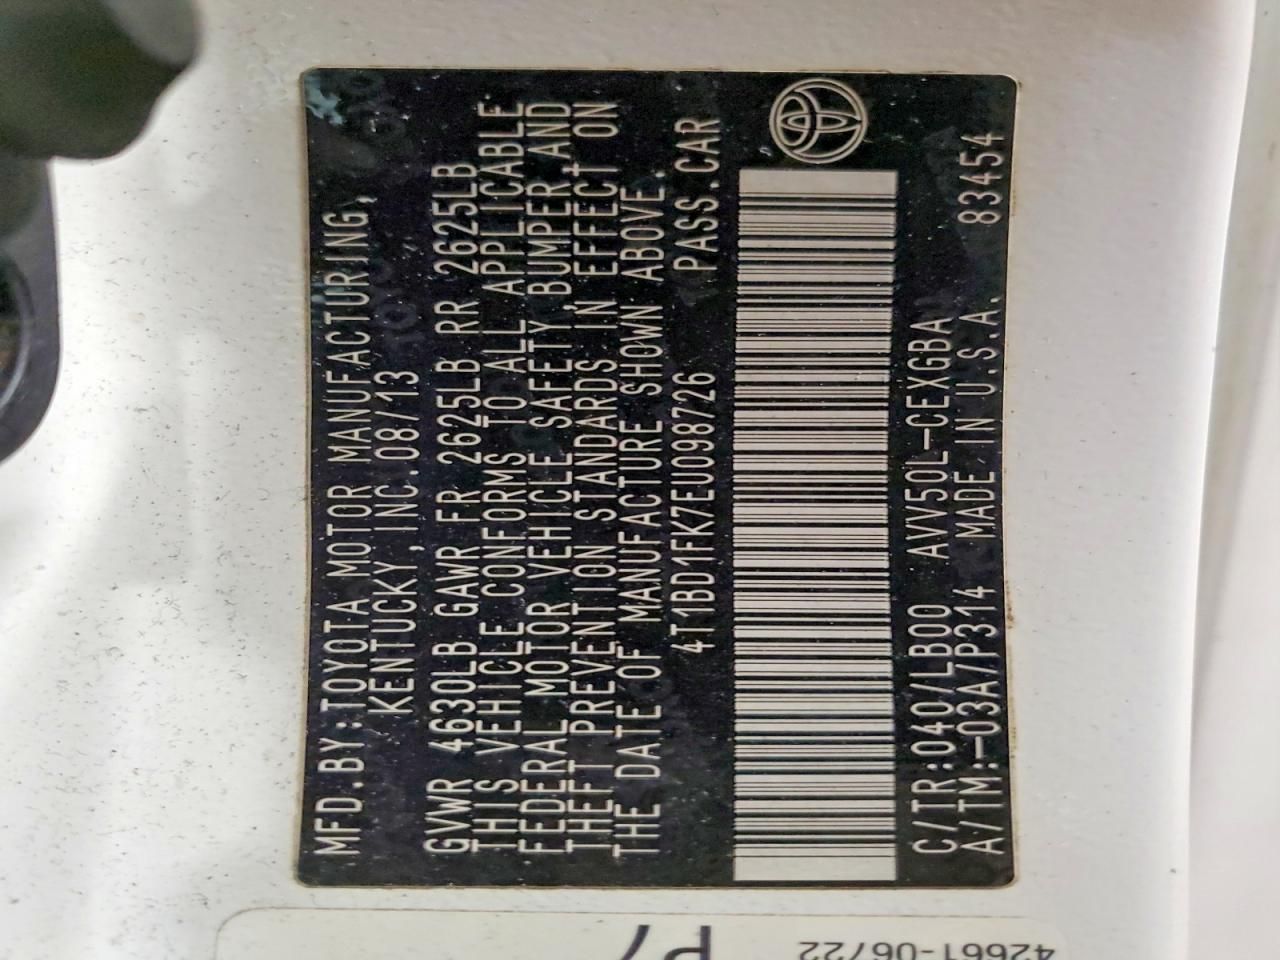 MFD.BY:TOYOTA MOTOR MANUFACTURING,
KENTUCKY,INC.08/13
GVWR 4630LB GAWR FR 2625LB RR 2625LB
THIS VEHICLE CONFORMS TO ALL APPLICABLE
FEDERAL MOTOR VEHICLE SAFETY,BUMPER,AND
THEFT PREVENTION STANDARDS IN EFFECT ON
THE DATE OF MANUFACTURE SHOWN ABOVE.
4T1BD1FK7EU098726 PASS.CAR
C/TR:040/LB00 AVV50L-CEXGBA
A/TM:-03A/P314 MADE IN U.S.A. 83454
42661-06722